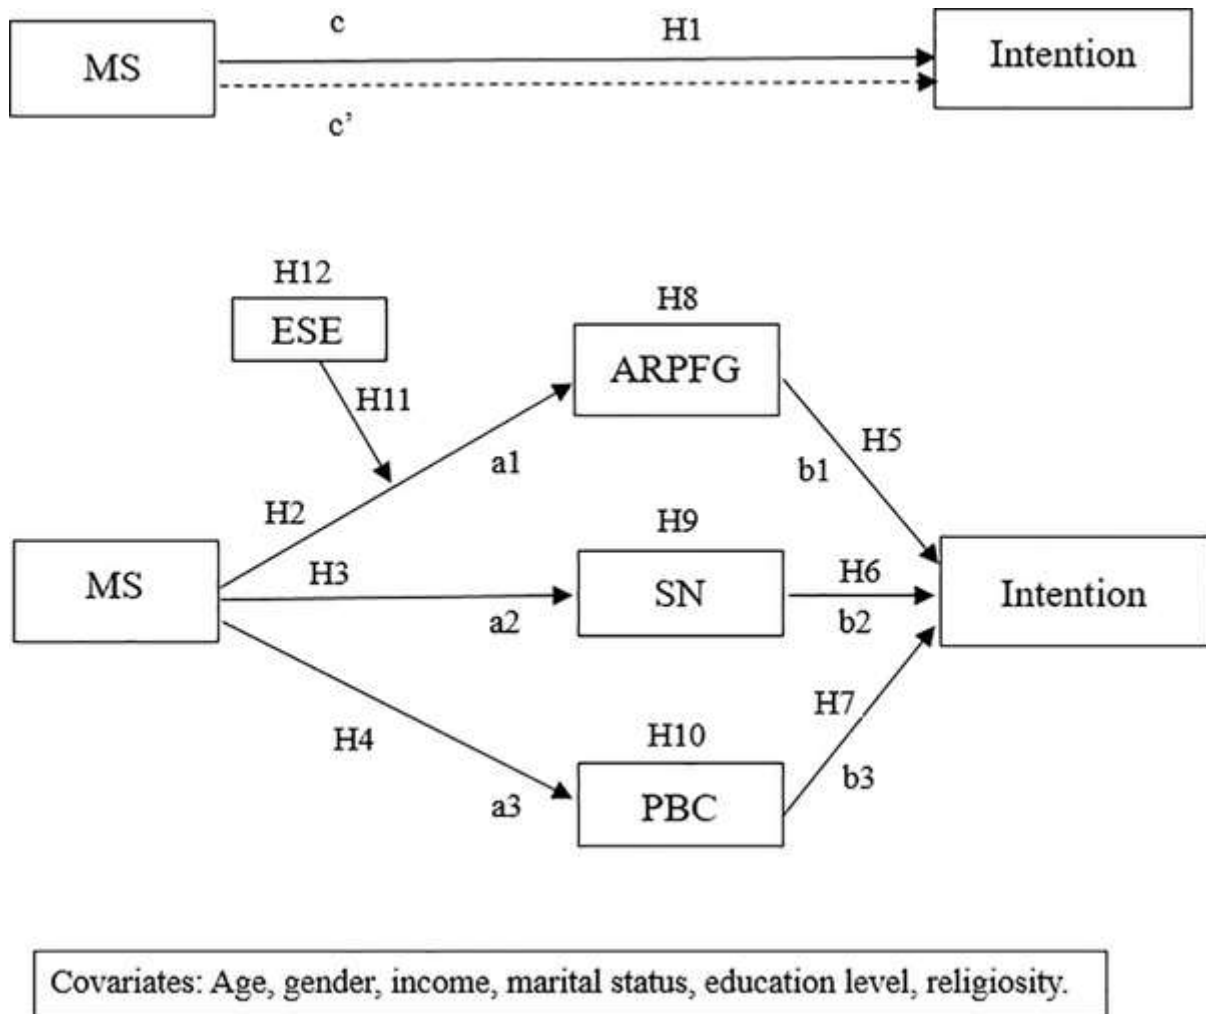 c
H1
MS
Intention
c’
H12
ESE
H8
ARPFG
H11
H5
a1
b1
H2
H9
H3
H6
MS
SN
Intention
a2
b2
H7
H4
H10
b3
a3
PBC
Covariates: Age, gender, income, marital status, education level, religiosity.